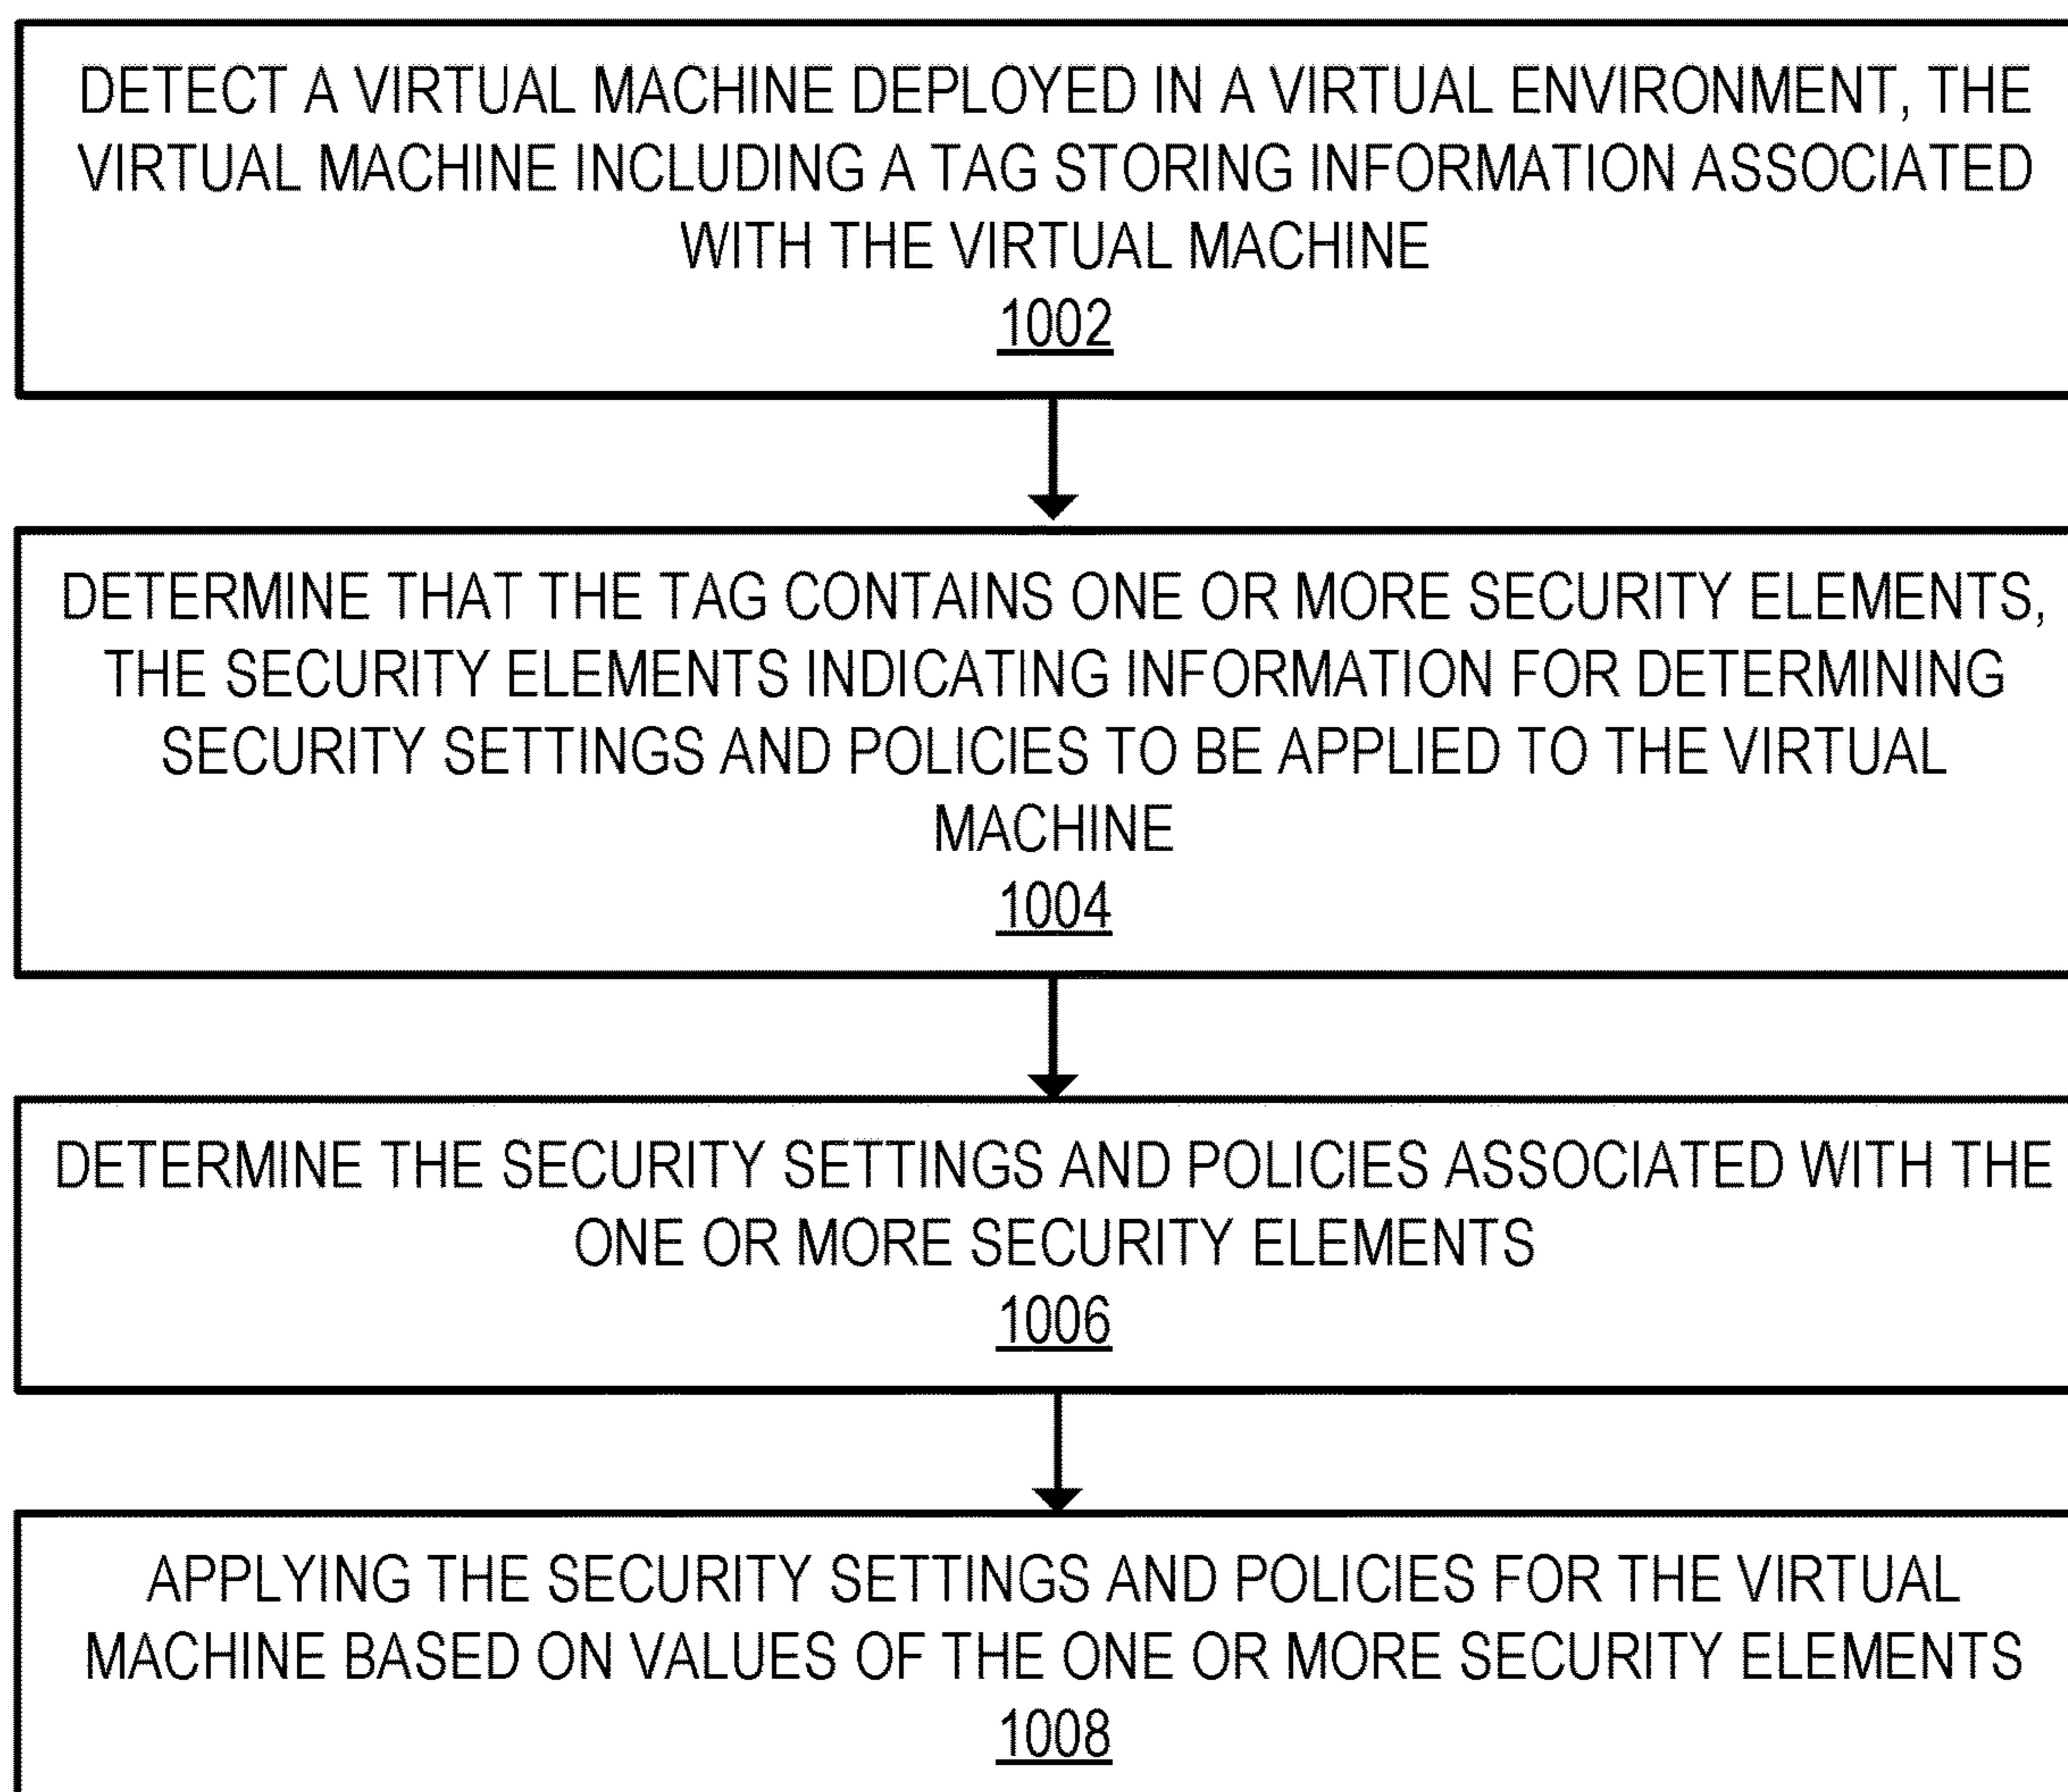 DETECT A VIRTUAL MACHINE DEPLOYED IN A VIRTUAL ENVIRONMENT, THE
VIRTUAL MACHINE INCLUDING A TAG STORING INFORMATION ASSOCIATED
WITH THE VIRTUAL MACHINE
1002
DETERMINE THAT THE TAG CONTAINS ONE OR MORE SECURITY ELEMENTS,
THE SECURITY ELEMENTS INDICATING INFORMATION FOR DETERMINING
SECURITY SETTINGS AND POLICIES TO BE APPLIED TO THE VIRTUAL
MACHINE
1004
DETERMINE THE SECURITY SETTINGS AND POLICIES ASSOCIATED WITH THE
ONE OR MORE SECURITY ELEMENTS
1006
APPLYING THE SECURITY SETTINGS AND POLICIES FOR THE VIRTUAL
MACHINE BASED ON VALUES OF THE ONE OR MORE SECURITY ELEMENTS
1008